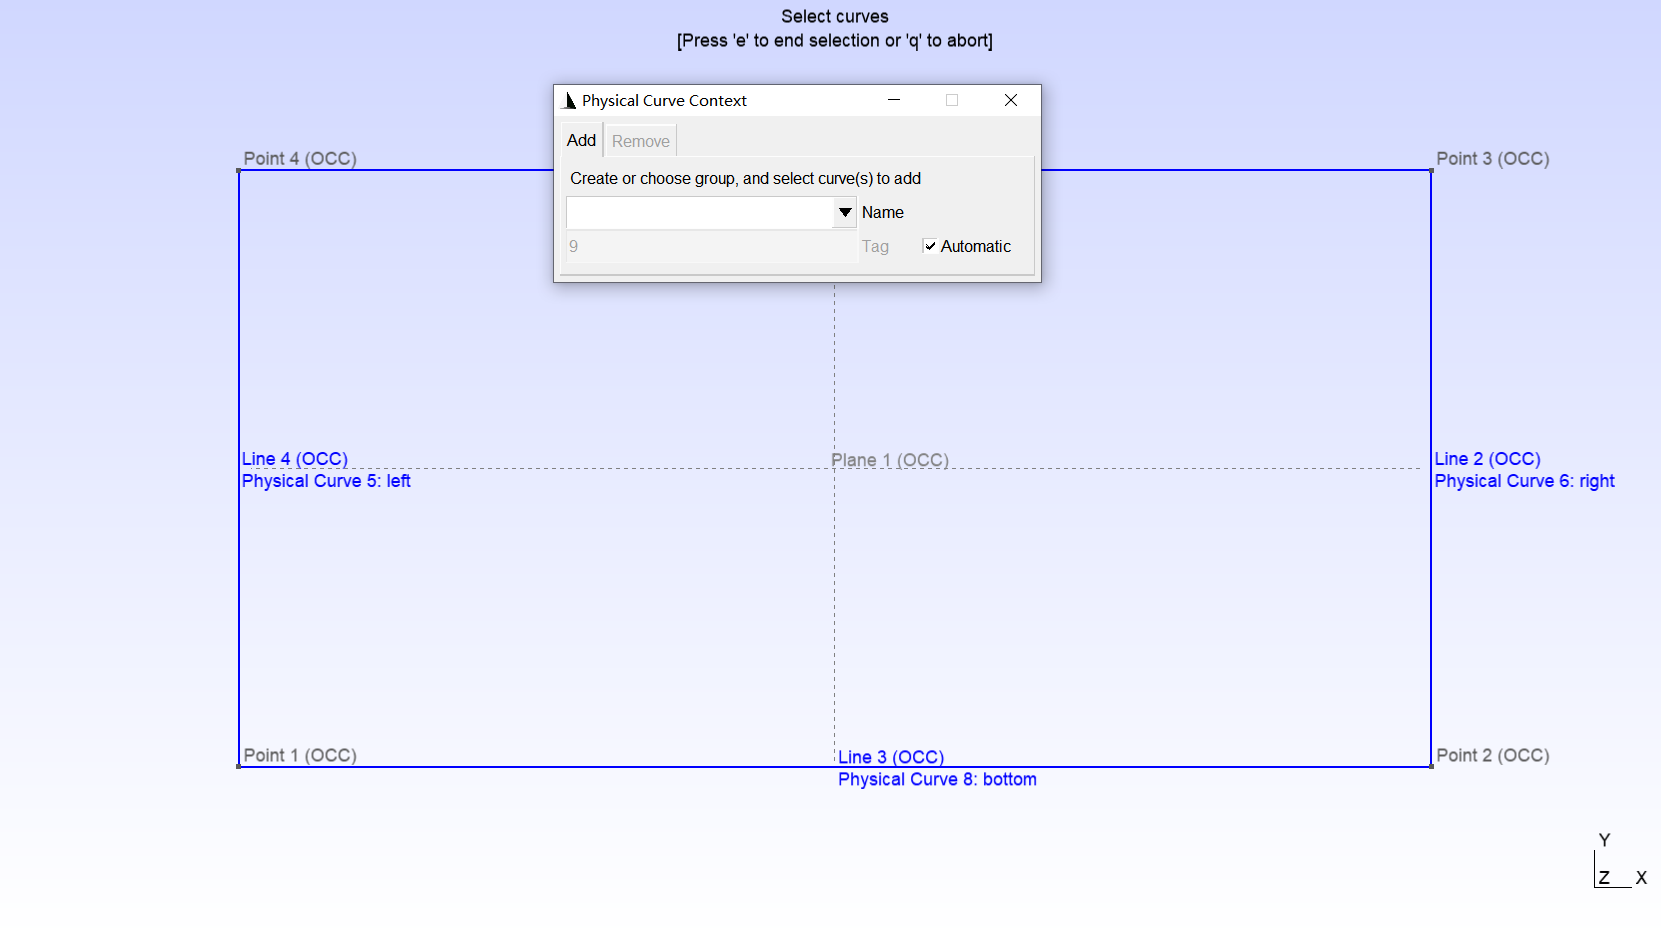 Select curves
[Press 'e' to end selection or 'q' to abort]
Physical Curve Context
Add Remove
Point 4 (OCC)
Point 3 (OCC)
Create or choose group, and select curve(s) to add
Name
9 Tag Automatic
Line 4 (OCC)
Physical Curve 5: left
Plane 1 (OCC)
Line 2 (OCC)
Physical Curve 6: right
Point 1 (OCC)
Line 3 (OCC)
Physical Curve 8: bottom
Point 2 (OCC)
Y
Z X